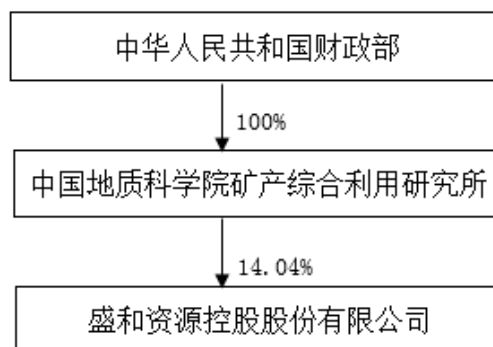 中华人民共和国财政部
100%
中国地质科学院矿产综合利用研究所
14.04%
盛和资源控股股份有限公司